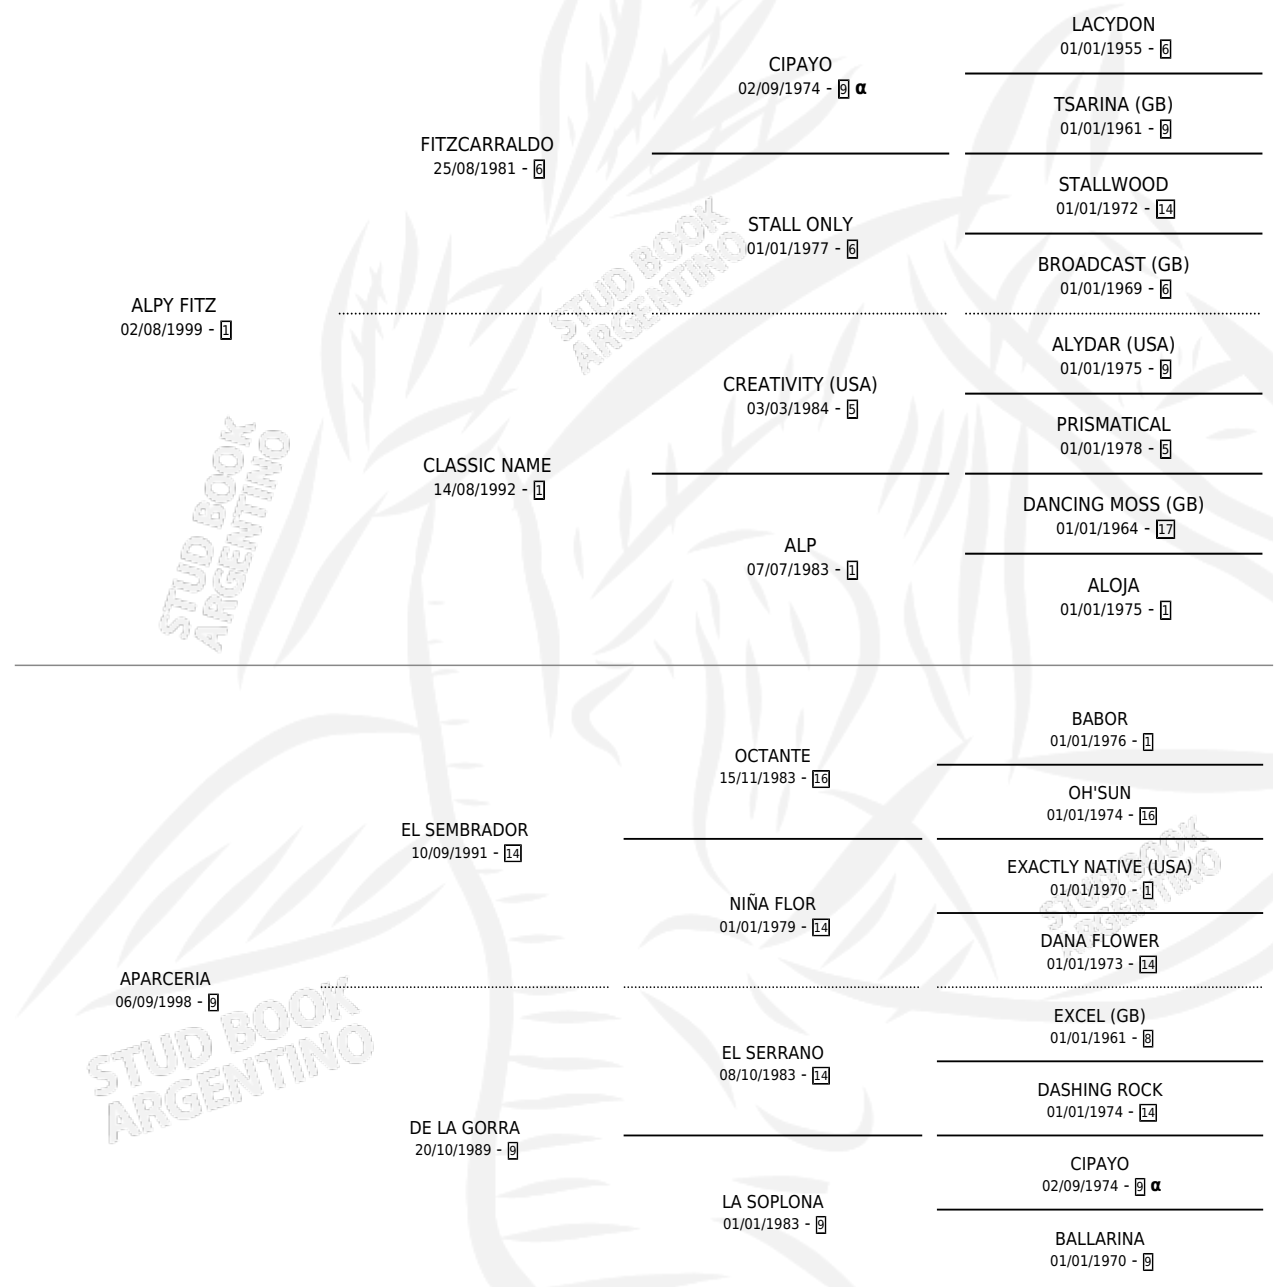 LACYDON
01/01/1955 - 6
CIPAYO
02/09/1974 - 9 α
TSARINA (GB)
01/01/1961 - 9
FITZCARRALDO
25/08/1981 - 6
STALLWOOD
01/01/1972 - 14
STALL ONLY
01/01/1977 - 6
BROADCAST (GB)
01/01/1969 - 6
ALPY FITZ
02/08/1999 - 1
ALYDAR (USA)
01/01/1975 - 9
CREATIVITY (USA)
03/03/1984 - 5
PRISMATICAL
01/01/1978 - 5
CLASSIC NAME
14/08/1992 - 1
DANCING MOSS (GB)
01/01/1964 - 17
ALP
07/07/1983 - 1
ALOJA
01/01/1975 - 1
STUD BOOK
ARGENTINO
STUD BOOK
ARGENTINO
BABOR
01/01/1976 - 1
OCTANTE
15/11/1983 - 16
OH'SUN
01/01/1974 - 16
EL SEMBRADOR
10/09/1991 - 14
EXACTLY NATIVE (USA)
01/01/1970 - 1
NIÑA FLOR
01/01/1979 - 14
DANA FLOWER
01/01/1973 - 14
APARCERIA
06/09/1998 - 9
EXCEL (GB)
01/01/1961 - 8
EL SERRANO
08/10/1983 - 14
DASHING ROCK
01/01/1974 - 14
DE LA GORRA
20/10/1989 - 9
CIPAYO
02/09/1974 - 9 α
LA SOPLONA
01/01/1983 - 9
BALLARINA
01/01/1970 - 9
STUD BOOK
ARGENTINO
STUD BOOK
ARGENTINO